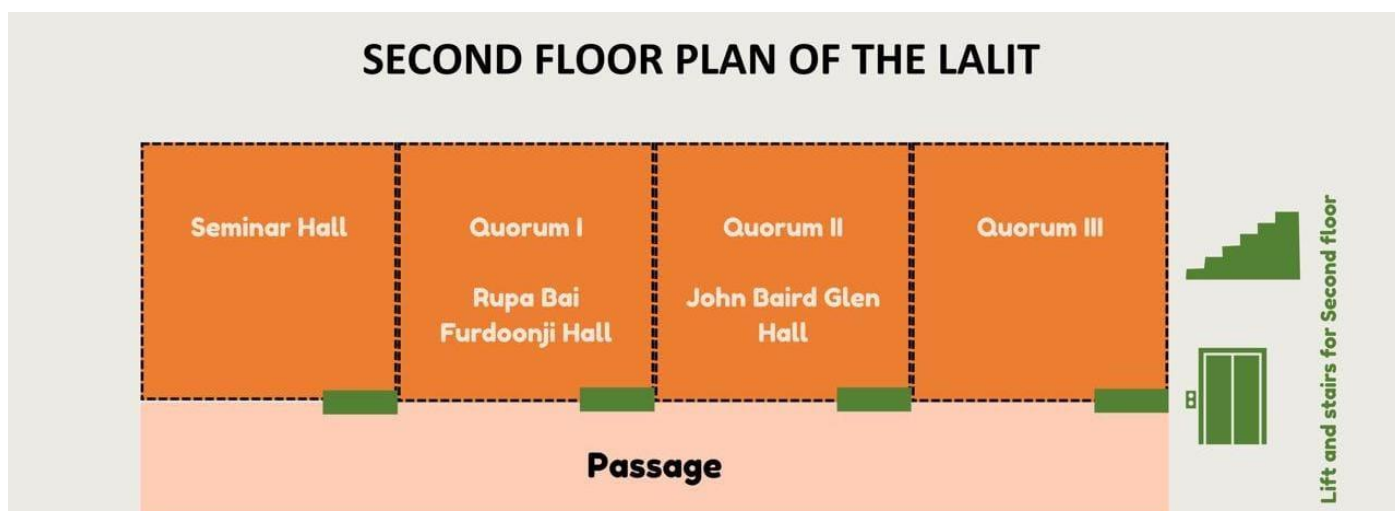 SECOND FLOOR PLAN OF THE LALIT
Seminar Hall
Quorum I
Rupa Bai
Furdoonji Hall
Quorum II
John Baird Glen
Hall
Quorum III
Lift and stairs for Second floor
Passage